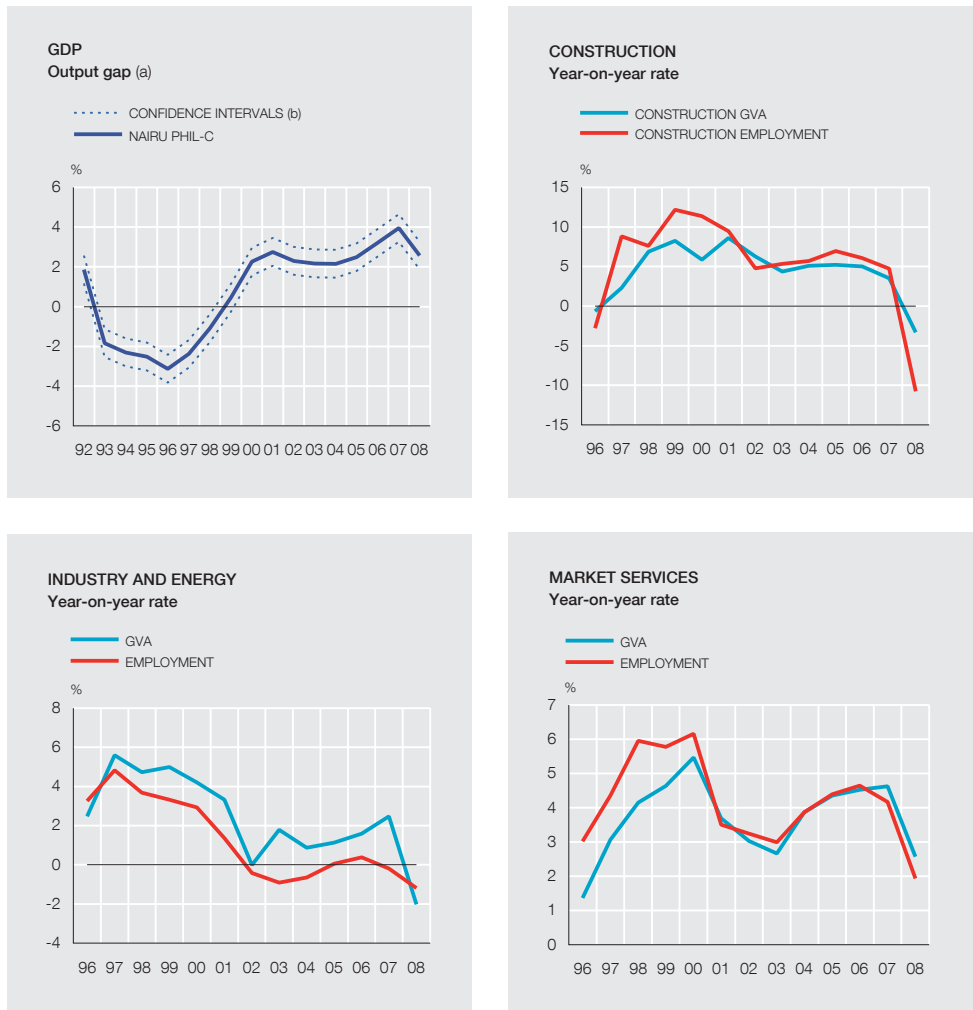 GDP
Output gap (a)
CONFIDENCE INTERVALS (b)
NAIRU PHIL-C
%
6
4
2
0
-2
-4
-6
92 93 94 95 96 97 98 99 00 01 02 03 04 05 06 07 08
CONSTRUCTION
Year-on-year rate
CONSTRUCTION GVA
CONSTRUCTION EMPLOYMENT
%
15
10
5
0
-5
-10
-15
96 97 98 99 00 01 02 03 04 05 06 07 08
INDUSTRY AND ENERGY
Year-on-year rate
GVA
EMPLOYMENT
%
8
6
4
2
0
-2
-4
96 97 98 99 00 01 02 03 04 05 06 07 08
MARKET SERVICES
Year-on-year rate
GVA
EMPLOYMENT
%
7
6
5
4
3
2
1
0
96 97 98 99 00 01 02 03 04 05 06 07 08